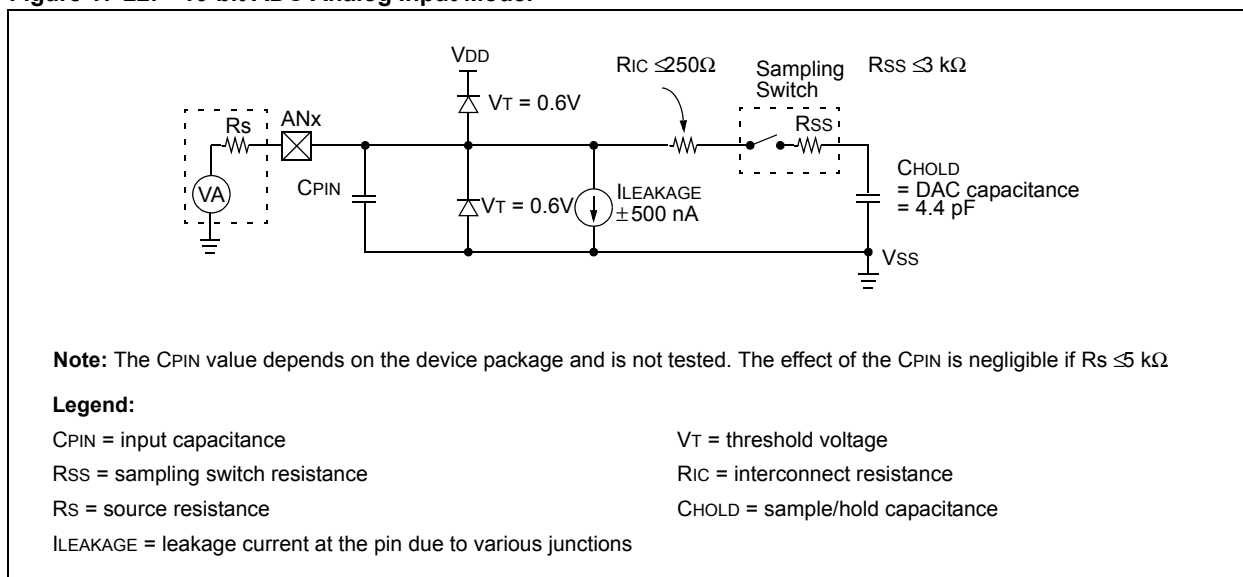 VDD
RIC ≤250Ω
Sampling
Switch
RSS ≤3 kΩ
VT = 0.6V
Rs
ANx
RSS
VA
CPIN
VT = 0.6V
ILEAKAGE
±500 nA
CHOLD
= DAC capacitance
= 4.4 pF
VSS
Note: The CPIN value depends on the device package and is not tested. The effect of the CPIN is negligible if Rs ≤5 kΩ
Legend:
CPIN = input capacitance
VT = threshold voltage
RSS = sampling switch resistance
RIC = interconnect resistance
RS = source resistance
CHOLD = sample/hold capacitance
ILEAKAGE = leakage current at the pin due to various junctions